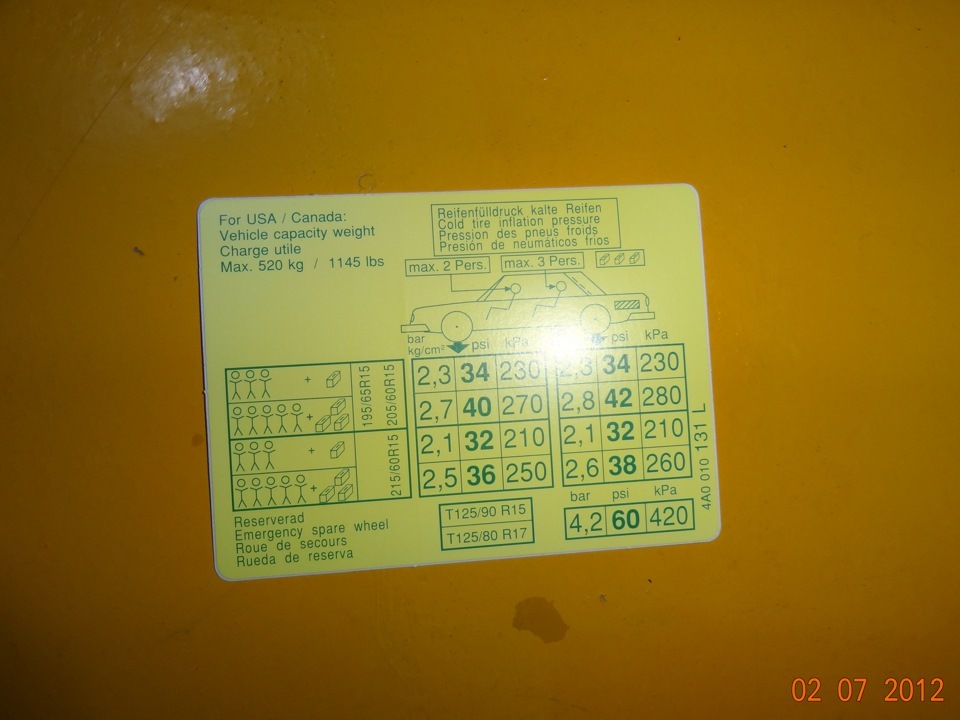 For USA / Canada:
Vehicle capacity weight
Charge utile
Max. 520 kg / 1145 lbs
Reifenfülldruck kalte Reifen
Cold tire inflation pressure
Pression des pneus froids
Presión de neumáticos frios
max. 2 Pers. max. 3 Pers.
bar psi kPa psi kPa
kg/cm²
195/65R15
205/60R15
+ 2,3 34 230 2,3 34 230
+ 2,7 40 270 2,8 42 280
215/60R15
+ 2,1 32 210 2,1 32 210
+ 2,5 36 250 2,6 38 260
4A0 010 131 L
Reserverad
Emergency spare wheel
Roue de secours
Rueda de reserva
T125/90 R15
T125/80 R17
bar psi kPa
4,2 60 420
02 07 2012